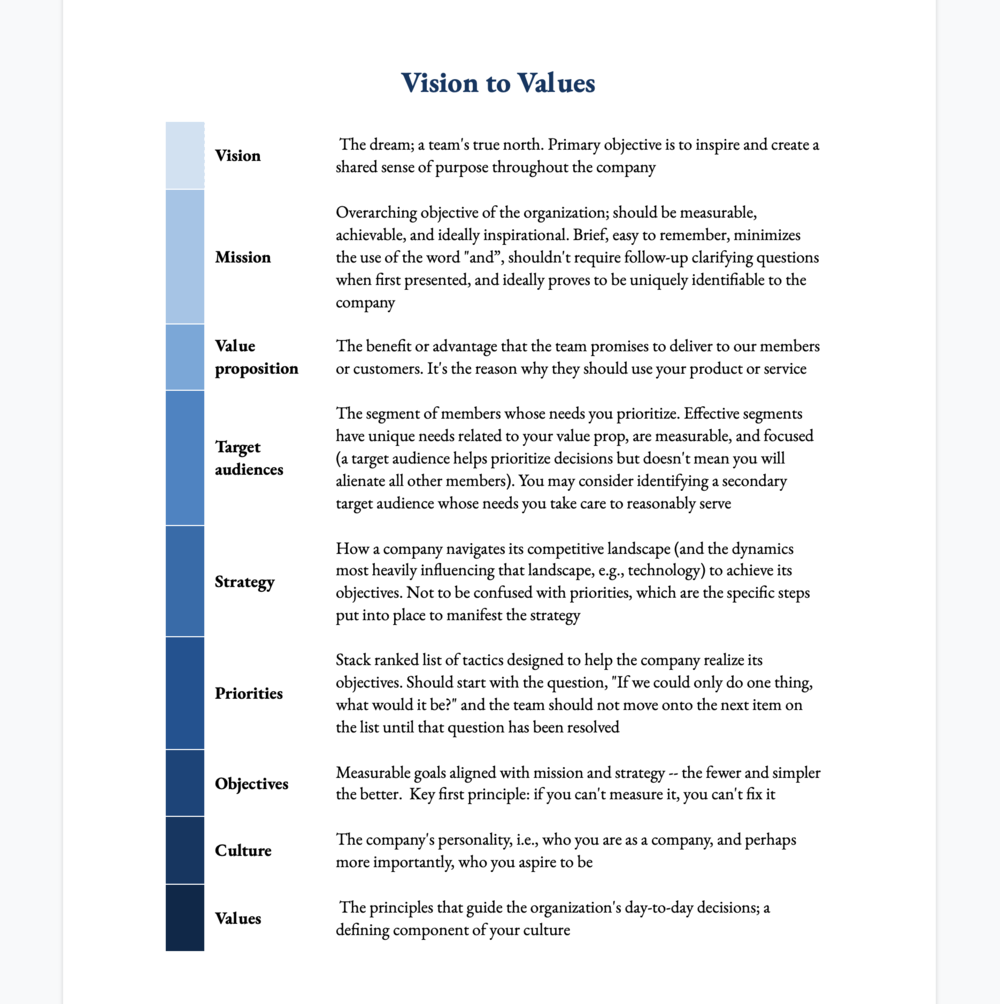 Vision to Values
Vision
The dream; a team's true north. Primary objective is to inspire and create a
shared sense of purpose throughout the company
Mission
Overarching objective of the organization; should be measurable,
achievable, and ideally inspirational. Brief, easy to remember, minimizes
the use of the word "and”, shouldn't require follow-up clarifying questions
when first presented, and ideally proves to be uniquely identifiable to the
company
Value
proposition
The benefit or advantage that the team promises to deliver to our members
or customers. It's the reason why they should use your product or service
Target
audiences
The segment of members whose needs you prioritize. Effective segments
have unique needs related to your value prop, are measurable, and focused
(a target audience helps prioritize decisions but doesn't mean you will
alienate all other members). You may consider identifying a secondary
target audience whose needs you take care to reasonably serve
Strategy
How a company navigates its competitive landscape (and the dynamics
most heavily influencing that landscape, e.g., technology) to achieve its
objectives. Not to be confused with priorities, which are the specific steps
put into place to manifest the strategy
Priorities
Stack ranked list of tactics designed to help the company realize its
objectives. Should start with the question, "If we could only do one thing,
what would it be?" and the team should not move onto the next item on
the list until that question has been resolved
Objectives
Measurable goals aligned with mission and strategy -- the fewer and simpler
the better.  Key first principle: if you can't measure it, you can't fix it
Culture
The company's personality, i.e., who you are as a company, and perhaps
more importantly, who you aspire to be
Values
The principles that guide the organization's day-to-day decisions; a
defining component of your culture